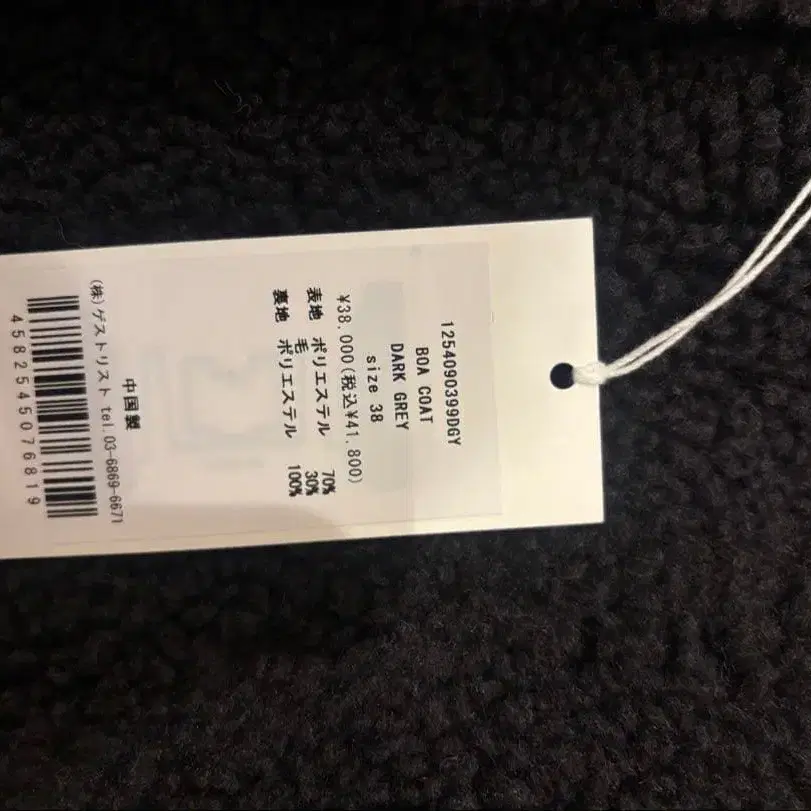 1254090399DGY
BOA COAT
DARK GREY
size 38
¥38,000(税込¥41,800)
表地 ポリエステル 70%
毛 30%
裏地 ポリエステル 100%
中国製
(株)ゲストリスト tel.03-6869-6671
4582545076819